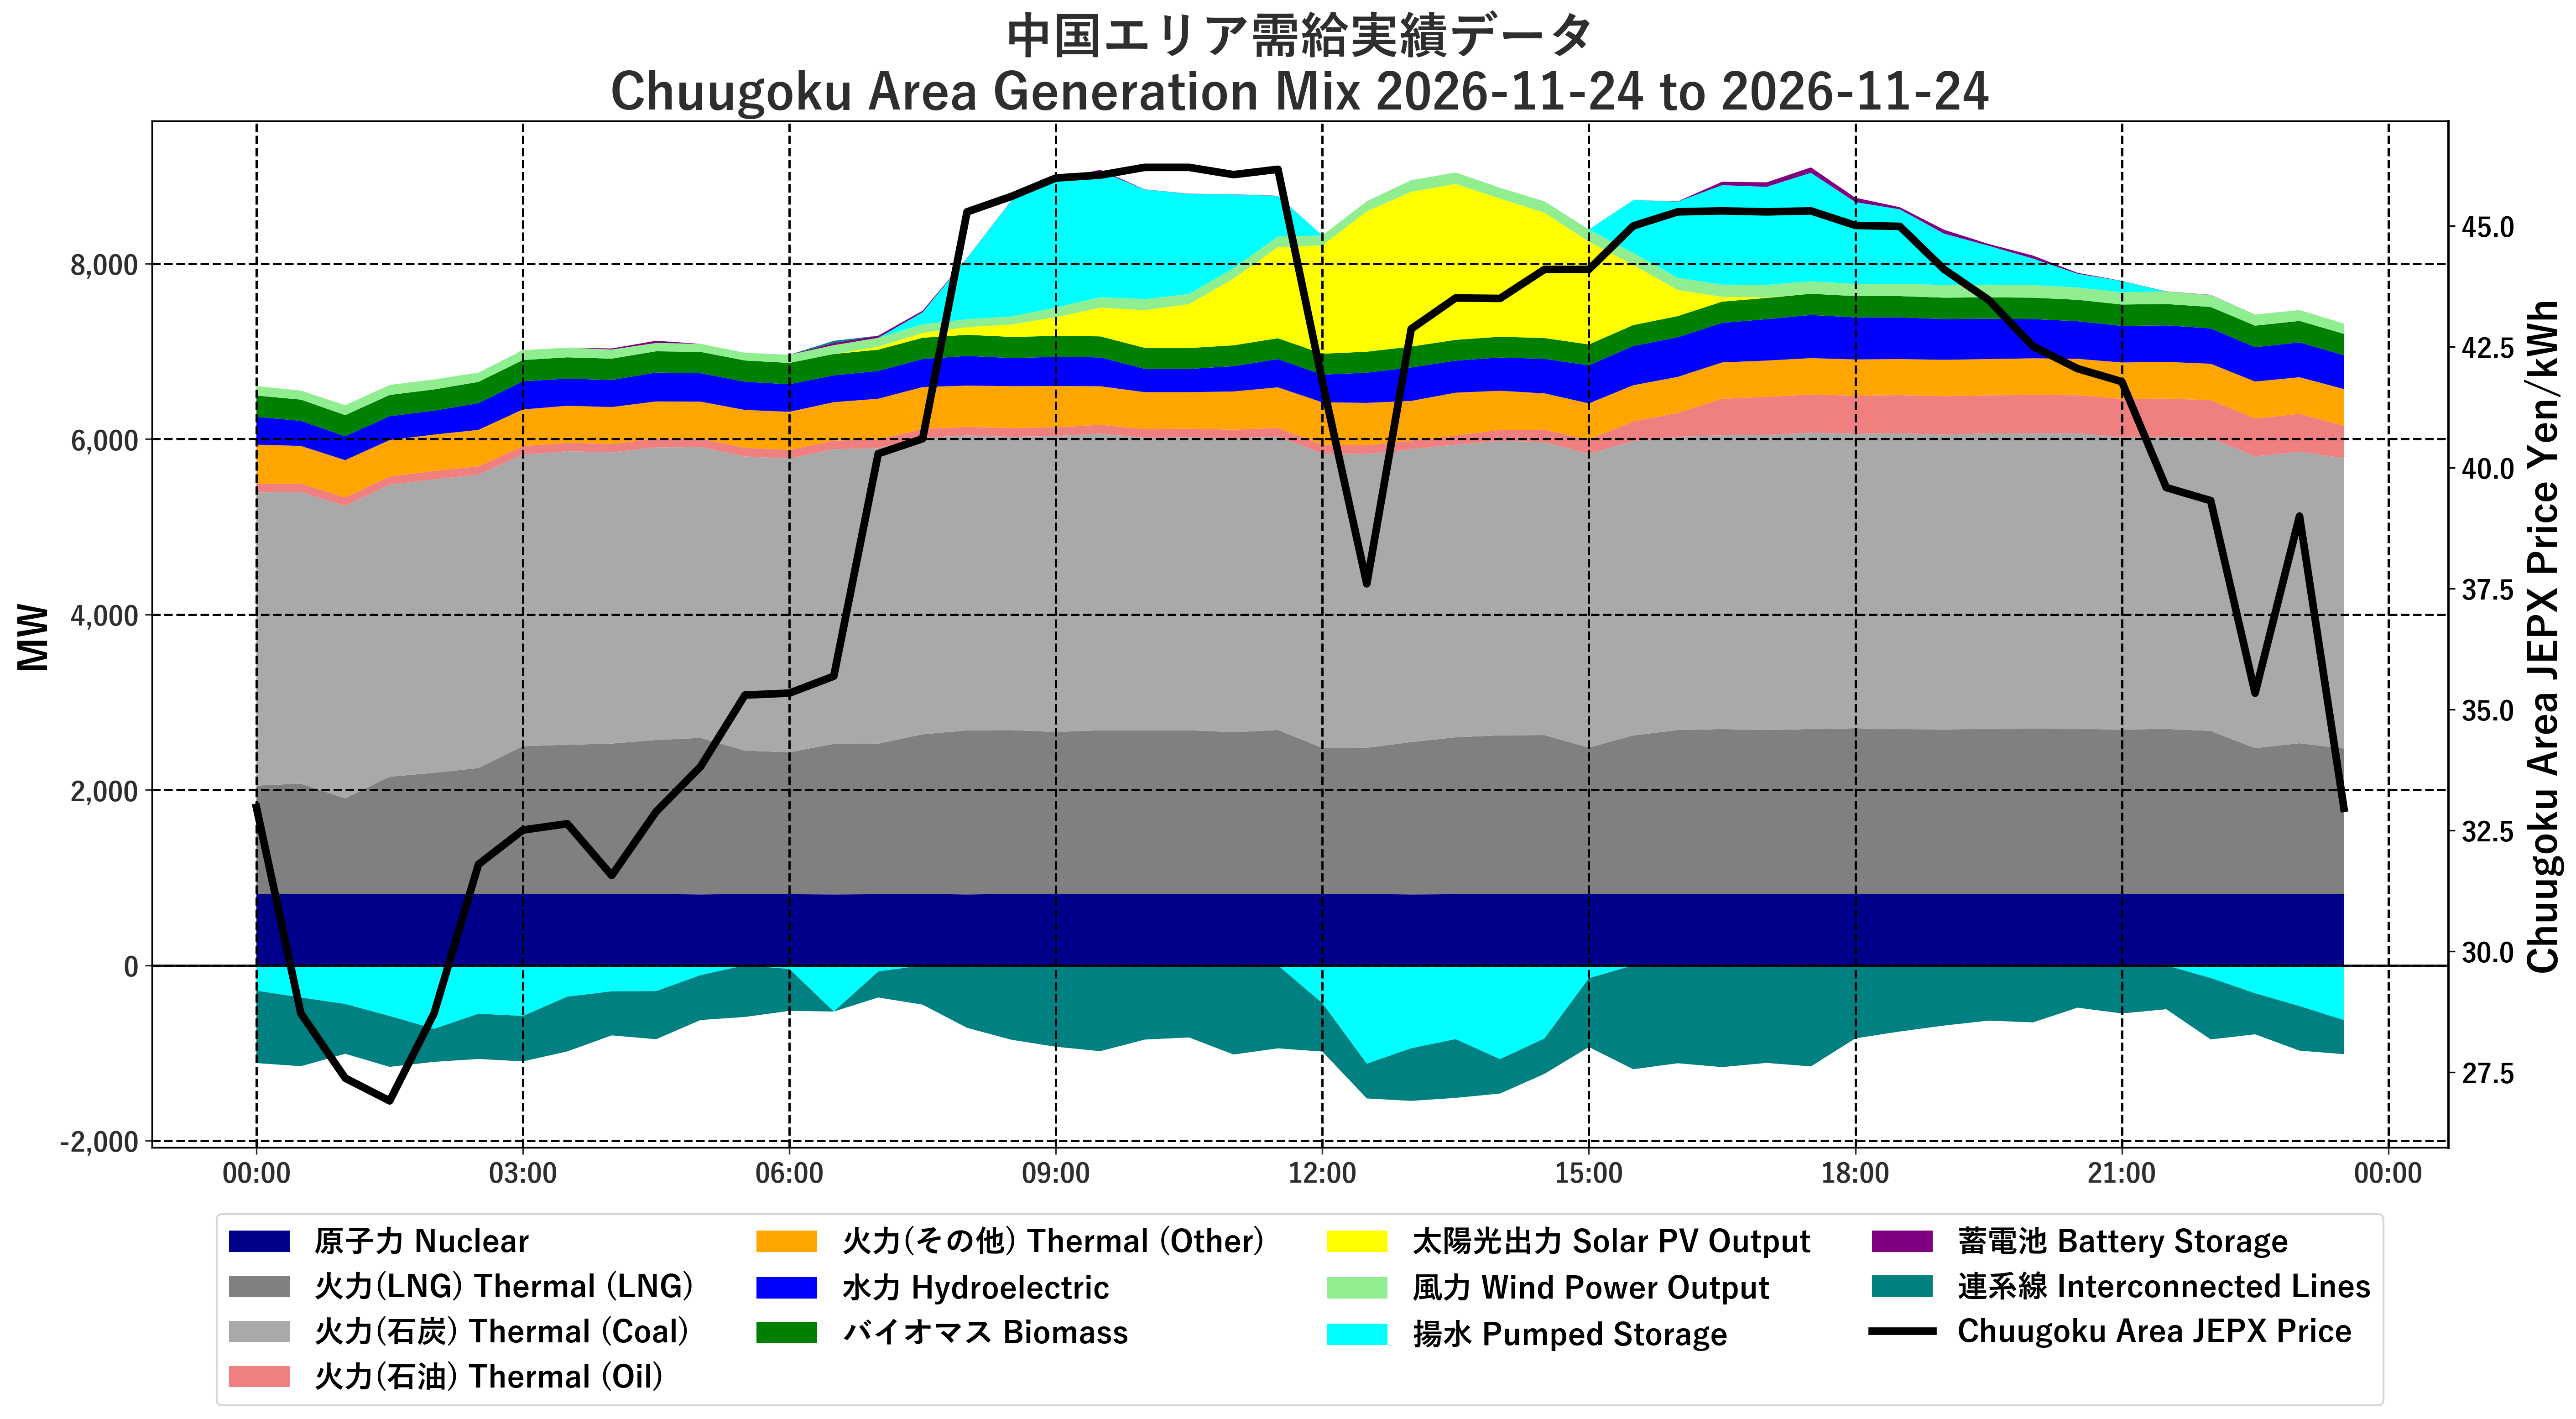 中国エリア需給実績データ
Chuugoku Area Generation Mix 2026-11-24 to 2026-11-24
MW
8,000
6,000
4,000
2,000
0
-2,000
45.0
42.5
40.0
37.5
35.0
32.5
30.0
27.5
Chuugoku Area JEPX Price Yen/kWh
00:00 03:00 06:00 09:00 12:00 15:00 18:00 21:00 00:00
原子力 Nuclear
火力(LNG) Thermal (LNG)
火力(石炭) Thermal (Coal)
火力(石油) Thermal (Oil)
火力(その他) Thermal (Other)
水力 Hydroelectric
バイオマス Biomass
太陽光出力 Solar PV Output
風力 Wind Power Output
揚水 Pumped Storage
蓄電池 Battery Storage
連系線 Interconnected Lines
Chuugoku Area JEPX Price